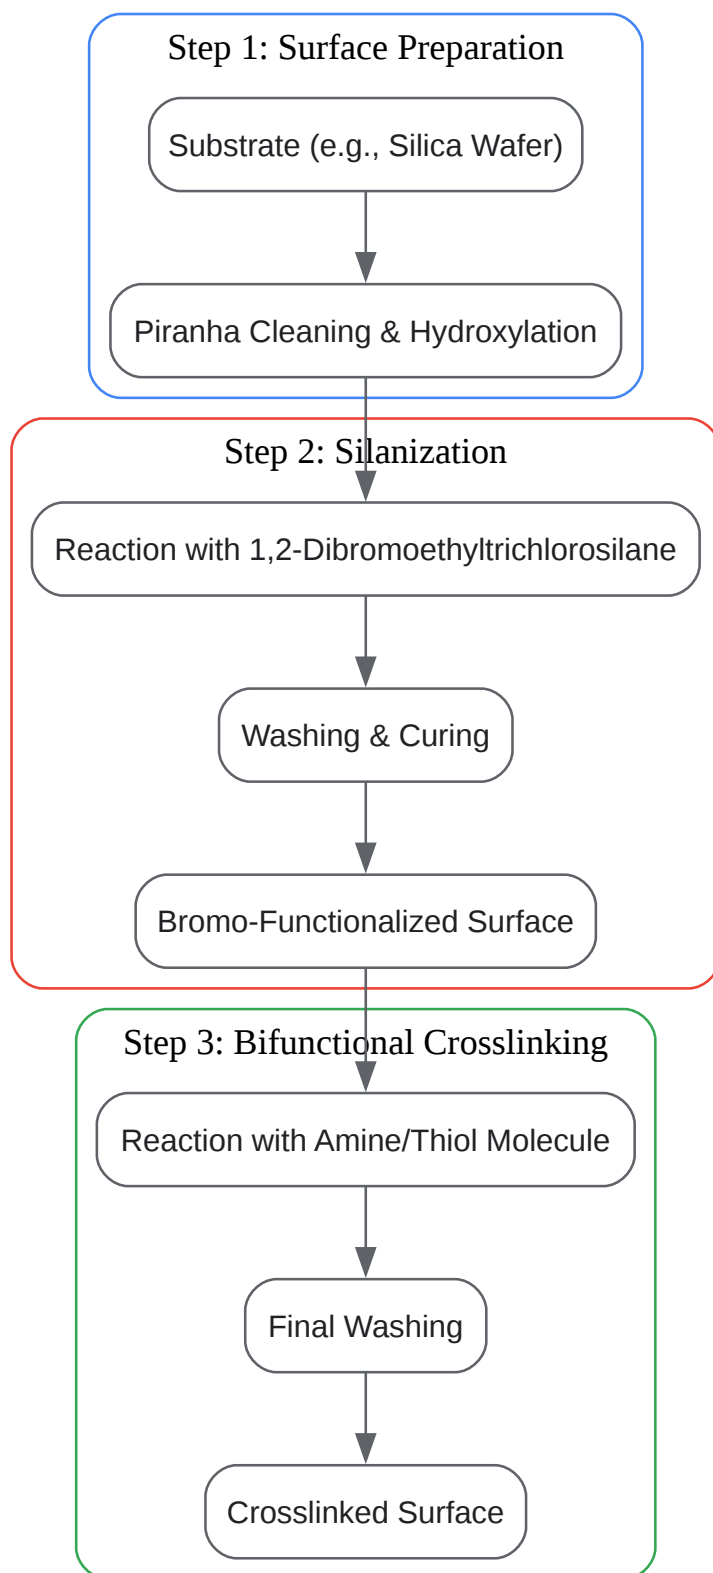 Step 1: Surface Preparation
Substrate (e.g., Silica Wafer)
Piranha Cleaning & Hydroxylation
Step 2: Silanization
Reaction with 1,2-Dibromoethyltrichlorosilane
Washing & Curing
Bromo-Functionalized Surface
Step 3: Bifunctional Crosslinking
Reaction with Amine/Thiol Molecule
Final Washing
Crosslinked Surface